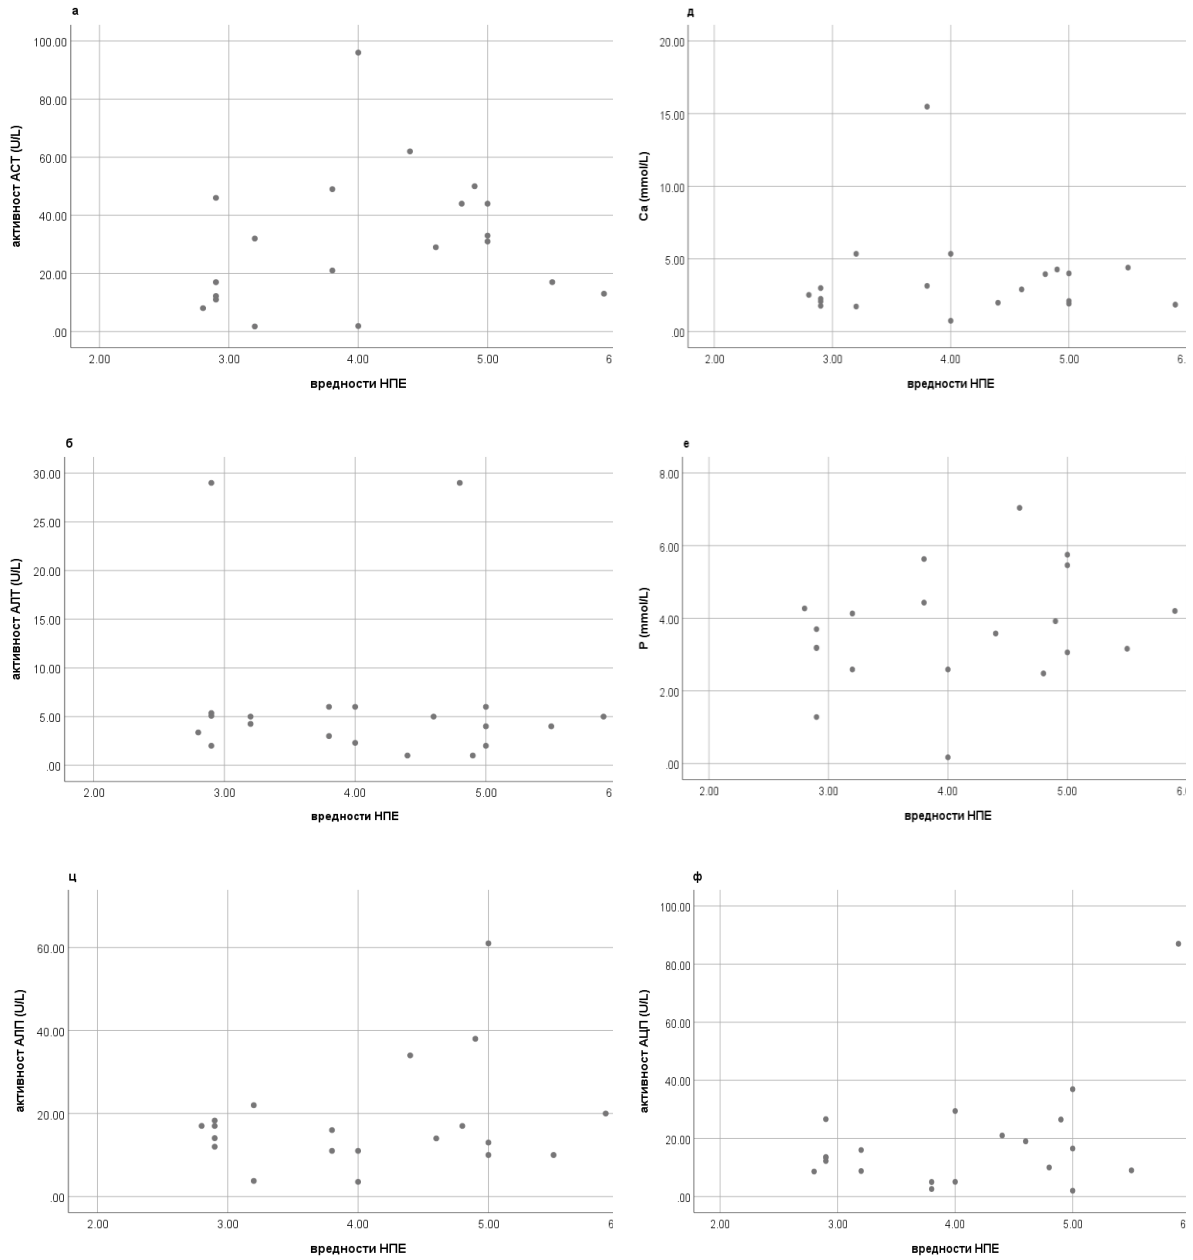 а
активност АСТ (U/L)
100.00
80.00
60.00
40.00
20.00
.00
2.00 3.00 4.00 5.00 6
вредности НПЕ
д
Ca (mmol/L)
20.00
15.00
10.00
5.00
.00
2.00 3.00 4.00 5.00 6.
вредности НПЕ
б
активност АЛТ (U/L)
30.00
25.00
20.00
15.00
10.00
5.00
.00
2.00 3.00 4.00 5.00 6
вредности НПЕ
е
P (mmol/L)
8.00
6.00
4.00
2.00
.00
2.00 3.00 4.00 5.00 6.
вредности НПЕ
ц
активност АЛП (U/L)
60.00
40.00
20.00
.00
2.00 3.00 4.00 5.00 6
вредности НПЕ
ф
активност АЦП (U/L)
100.00
80.00
60.00
40.00
20.00
.00
2.00 3.00 4.00 5.00 6
вредности НПЕ